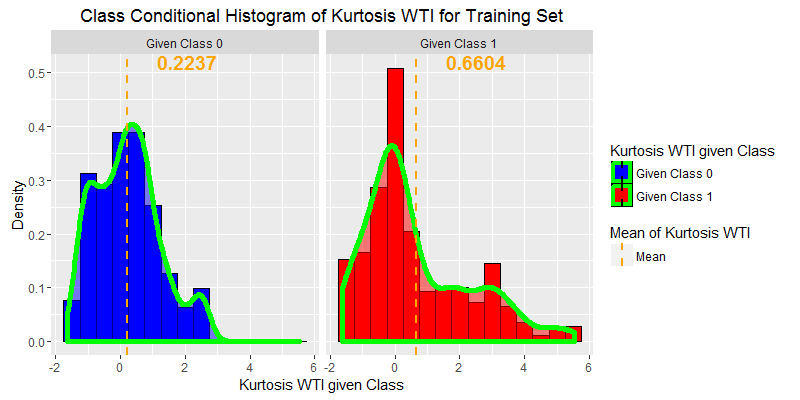 Class Conditional Histogram of Kurtosis WTI for Training Set
Given Class 0
Given Class 1
0.2237
0.6604
0.5
0.4
0.3
0.2
0.1
0.0
Density
-2 0 2 4 6
-2 0 2 4 6
Kurtosis WTI given Class
Kurtosis WTI given Class
Given Class 0
Given Class 1
Mean of Kurtosis WTI
Mean